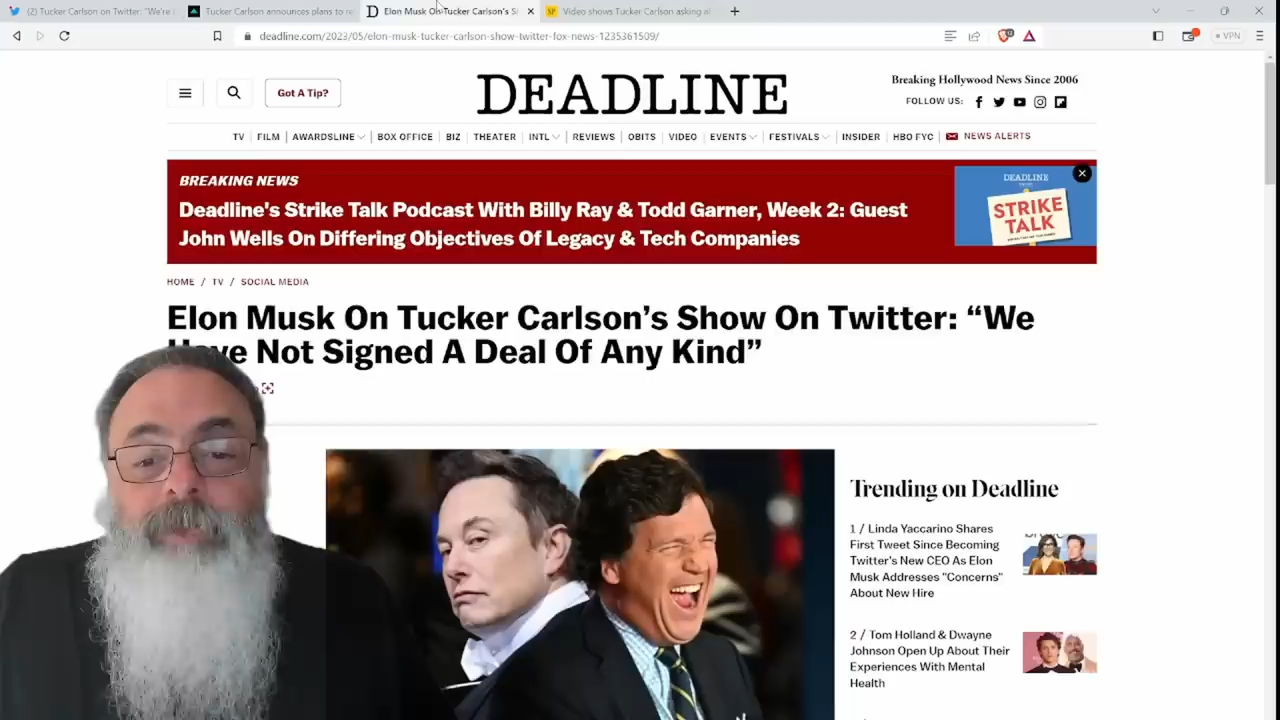 (2) Tucker Carlson on Twitter: "We're
Tucker Carlson announces plans to re
Elon Musk On Tucker Carlson's S
Video shows Tucker Carlson asking al
deadline.com/2023/05/elon-musk-tucker-carlson-show-twitter-fox-news-1235361509/
VPN
Got A Tip?
DEADLINE
Breaking Hollywood News Since 2006
FOLLOW US:
TV FILM AWARDSLINE BOX OFFICE BIZ THEATER INTL REVIEWS OBITS VIDEO EVENTS FESTIVALS INSIDER HBO FYC NEWS ALERTS
BREAKING NEWS
Deadline's Strike Talk Podcast With Billy Ray & Todd Garner, Week 2: Guest
John Wells On Differing Objectives Of Legacy & Tech Companies
DEADLINE
STRIKE
TALK
HOME / TV / SOCIAL MEDIA
Elon Musk On Tucker Carlson's Show On Twitter: "We
Have Not Signed A Deal Of Any Kind"
Trending on Deadline
1 / Linda Yaccarino Shares
First Tweet Since Becoming
Twitter's New CEO As Elon
Musk Addresses "Concerns"
About New Hire
2 / Tom Holland & Dwayne
Johnson Open Up About Their
Experiences With Mental
Health